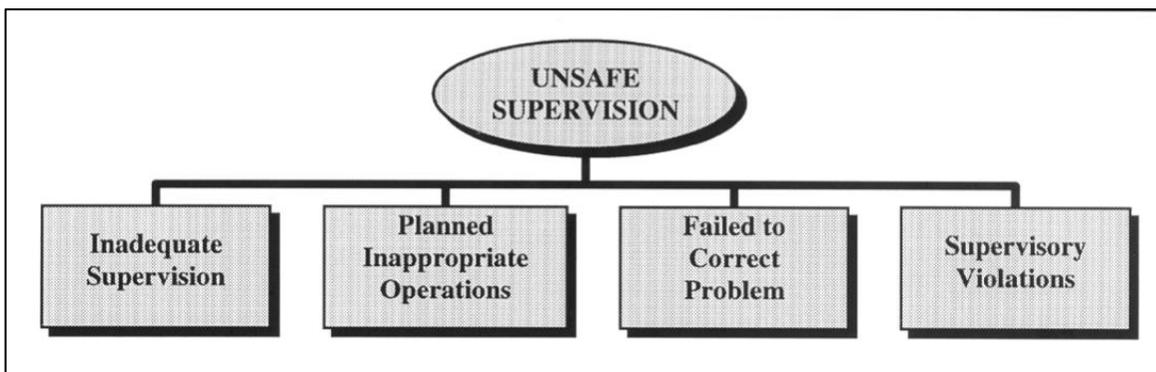 UNSAFE
SUPERVISION
Inadequate
Supervision
Planned
Inappropriate
Operations
Failed to
Correct
Problem
Supervisory
Violations